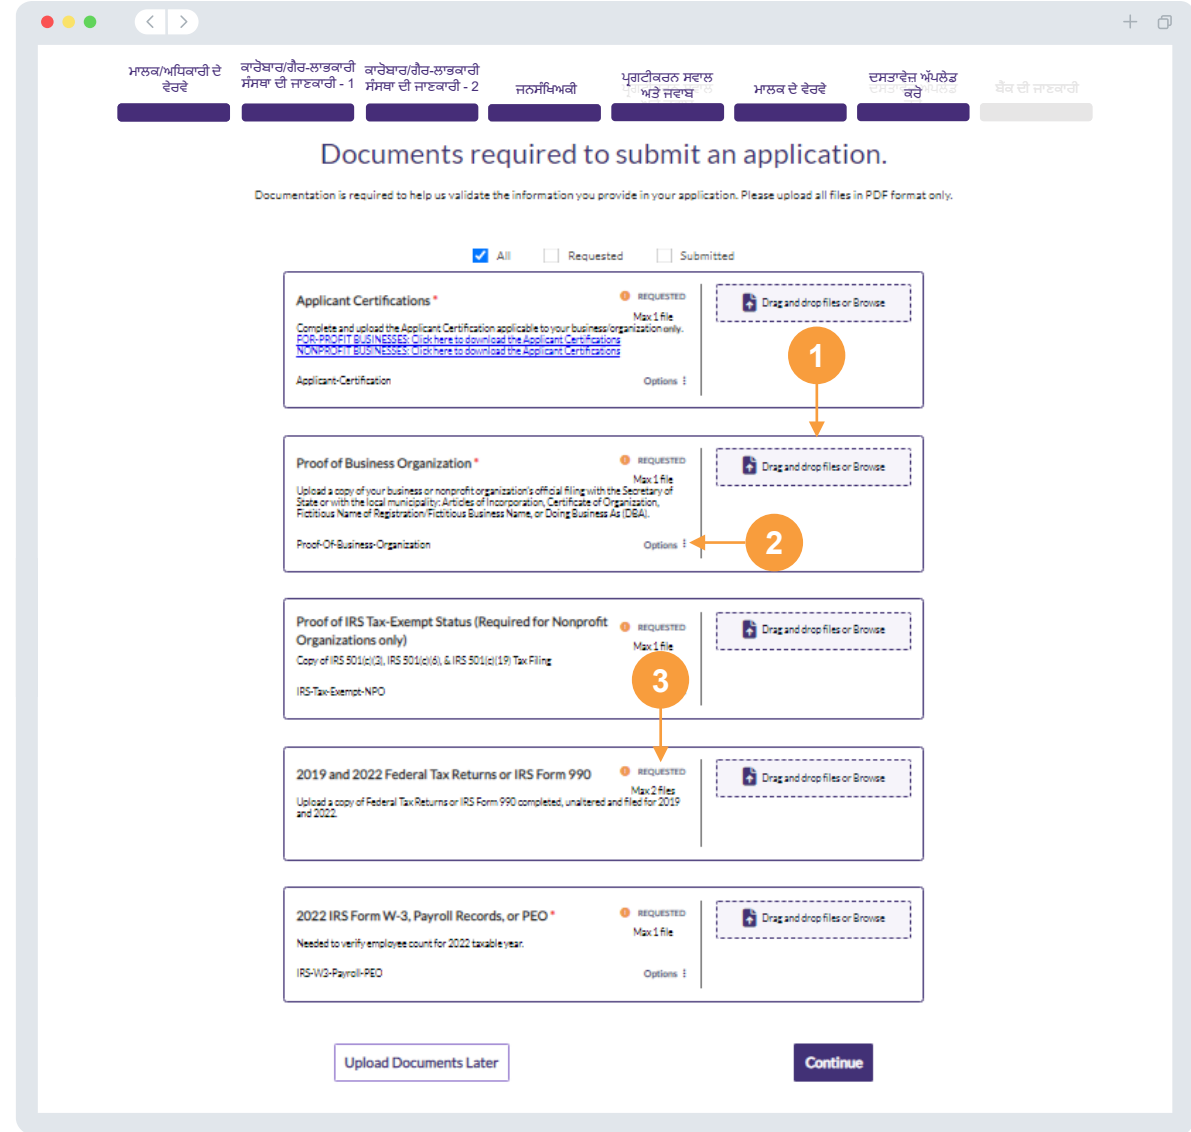 ਮਾਲਕ/ਅਧਿਕਾਰੀ ਦੇ
ਵੇਰਵੇ
ਕਾਰੋਬਾਰ/ਗੈਰ-ਲਾਭਕਾਰੀ
ਸੰਸਥਾ ਦੀ ਜਾਣਕਾਰੀ - 1
ਕਾਰੋਬਾਰ/ਗੈਰ-ਲਾਭਕਾਰੀ
ਸੰਸਥਾ ਦੀ ਜਾਣਕਾਰੀ - 2
ਜਨਸੰਖਿਅਕੀ
ਪ੍ਰਗਟੀਕਰਨ ਸਵਾਲ
ਅਤੇ ਜਵਾਬ
ਮਾਲਕ ਦੇ ਵੇਰਵੇ
ਦਸਤਾਵੇਜ਼ ਅੱਪਲੋਡ
ਕਰੋ
ਬੈਂਕ ਦੀ ਜਾਣਕਾਰੀ
Documents required to submit an application.
Documentation is required to help us validate the information you provide in your application. Please upload all files in PDF format only.
All Requested Submitted
Applicant Certifications *
REQUESTED
Max 1 file
Complete and upload the Applicant Certification applicable to your business/organization only.
FOR-PROFIT BUSINESSES: Click here to download the Applicant Certifications
NONPROFIT BUSINESSES: Click here to download the Applicant Certifications
Applicant-Certification
Options
Drag and drop files or Browse
1
Proof of Business Organization *
REQUESTED
Max 1 file
Upload a copy of your business or nonprofit organization's official filing with the Secretary of
State or with the local municipality: Articles of Incorporation, Certificate of Organization,
Fictitious Name of Registration/Fictitious Business Name, or Doing Business As (DBA).
Proof-Of-Business-Organization
Options
Drag and drop files or Browse
2
Proof of IRS Tax-Exempt Status (Required for Nonprofit
Organizations only)
REQUESTED
Max 1 file
Copy of IRS 501(c)(3), IRS 501(c)(6), & IRS 501(c)(19) Tax Filing
IRS-Tax-Exempt-NPO
Drag and drop files or Browse
3
2019 and 2022 Federal Tax Returns or IRS Form 990
REQUESTED
Max 2 files
Upload a copy of Federal Tax Returns or IRS Form 990 completed, unaltered and filed for 2019
and 2022.
Drag and drop files or Browse
2022 IRS Form W-3, Payroll Records, or PEO *
REQUESTED
Max 1 file
Needed to verify employee count for 2022 taxable year.
IRS-W3-Payroll-PEO
Options
Drag and drop files or Browse
Upload Documents Later
Continue